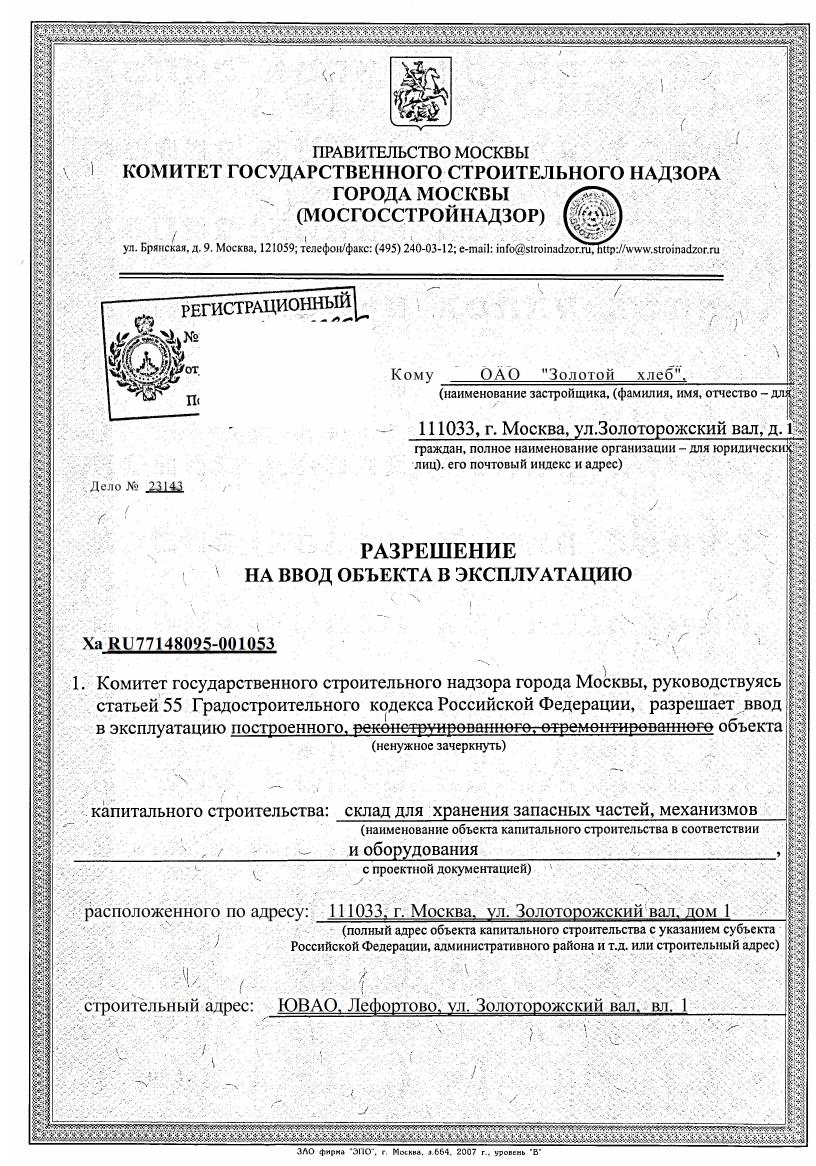 ПРАВИТЕЛЬСТВО МОСКВЫ
КОМИТЕТ ГОСУДАРСТВЕННОГО СТРОИТЕЛЬНОГО НАДЗОРА
ГОРОДА МОСКВЫ
(МОСГОССТРОЙНАДЗОР)
ул. Брянская, д. 9. Москва, 121059; телефон/факс: (495) 240-03-12; e-mail: info@stroinadzor.ru, http://www.stroinadzor.ru
РЕГИСТРАЦИОННЫЙ
№
от
Кому ОАО "Золотой хлеб",
(наименование застройщика, (фамилия, имя, отчество – для
111033, г. Москва, ул.Золоторожский вал, д. 1
граждан, полное наименование организации – для юридических
лиц). его почтовый индекс и адрес)
Дело № 23143
РАЗРЕШЕНИЕ
НА ВВОД ОБЪЕКТА В ЭКСПЛУАТАЦИЮ
Ха RU77148095-001053
1. Комитет государственного строительного надзора города Москвы, руководствуясь
статьей 55 Градостроительного кодекса Российской Федерации, разрешает ввод
в эксплуатацию построенного, реконструированного, отремонтированного объекта
(ненужное зачеркнуть)
капитального строительства: склад для хранения запасных частей, механизмов
(наименование объекта капитального строительства в соответствии
и оборудования,
с проектной документацией)
расположенного по адресу: 111033, г. Москва, ул. Золоторожский вал, дом 1
(полный адрес объекта капитального строительства с указанием субъекта
Российской Федерации, административного района и т.д. или строительный адрес)
строительный адрес: ЮВАО, Лефортово, ул. Золоторожский вал, вл. 1
ЗАО фирма "ЭПО", г. Москва, з.664, 2007 г., уровень "В"